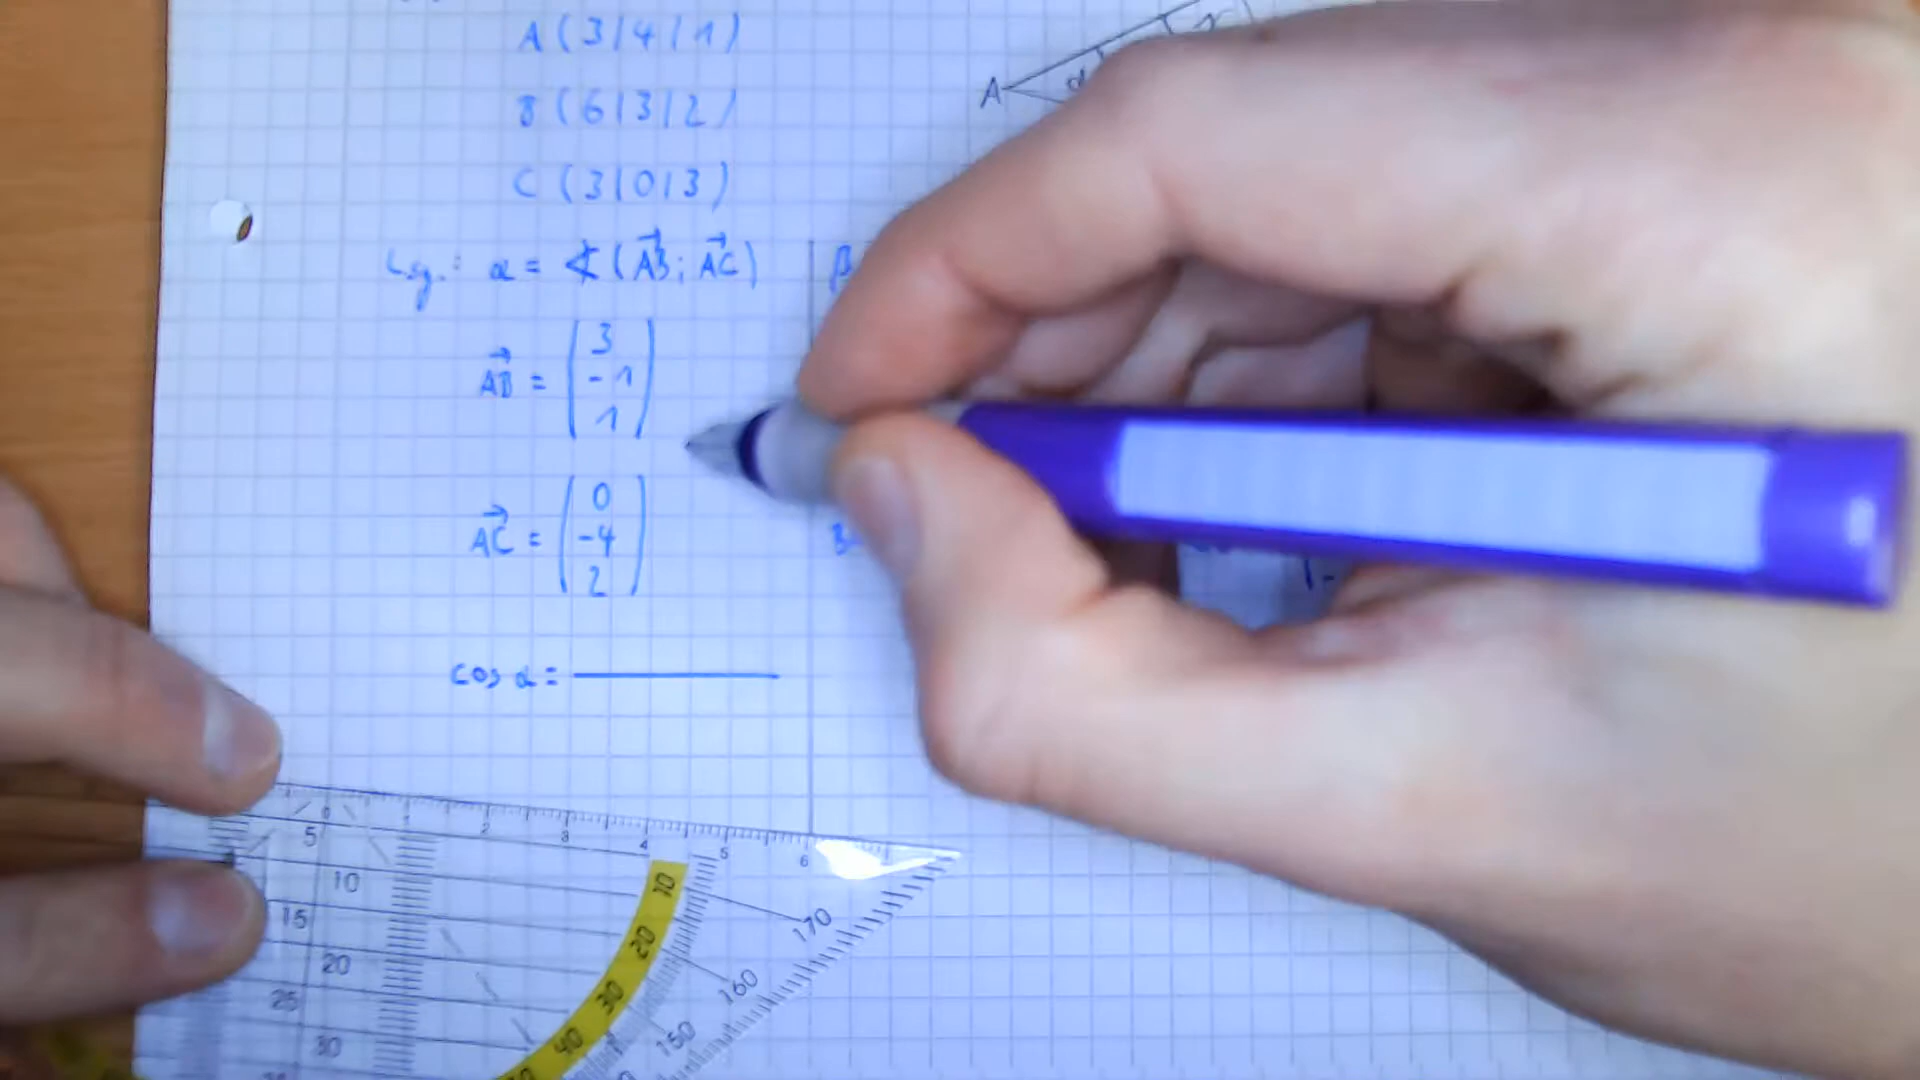 A (3|4|1)
B (6|3|2)
C (3|0|3)
A
α
Lsg.: α = ∢ (AB⃗ ; AC⃗)
β
AB⃗ = (3 -1 1)
AC⃗ = (0 -4 2)
cos α =
0 1 2 3 4 5 6
5
10
15
20
25
30
10
20
30
40
170
160
150